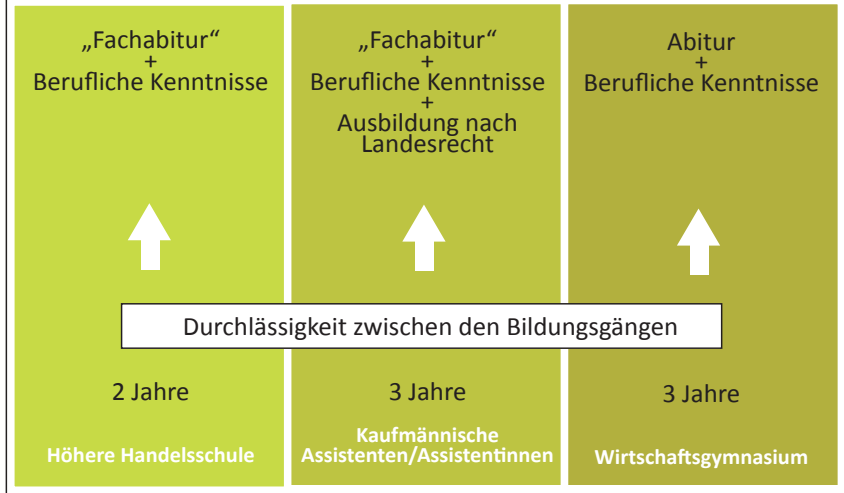 „Fachabitur“
+
Berufliche Kenntnisse
„Fachabitur“
+
Berufliche Kenntnisse
+
Ausbildung nach
Landesrecht
Abitur
+
Berufliche Kenntnisse
Durchlässigkeit zwischen den Bildungsgängen
2 Jahre
3 Jahre
3 Jahre
Höhere Handelsschule
Kaufmännische
Assistenten/Assistentinnen
Wirtschaftsgymnasium